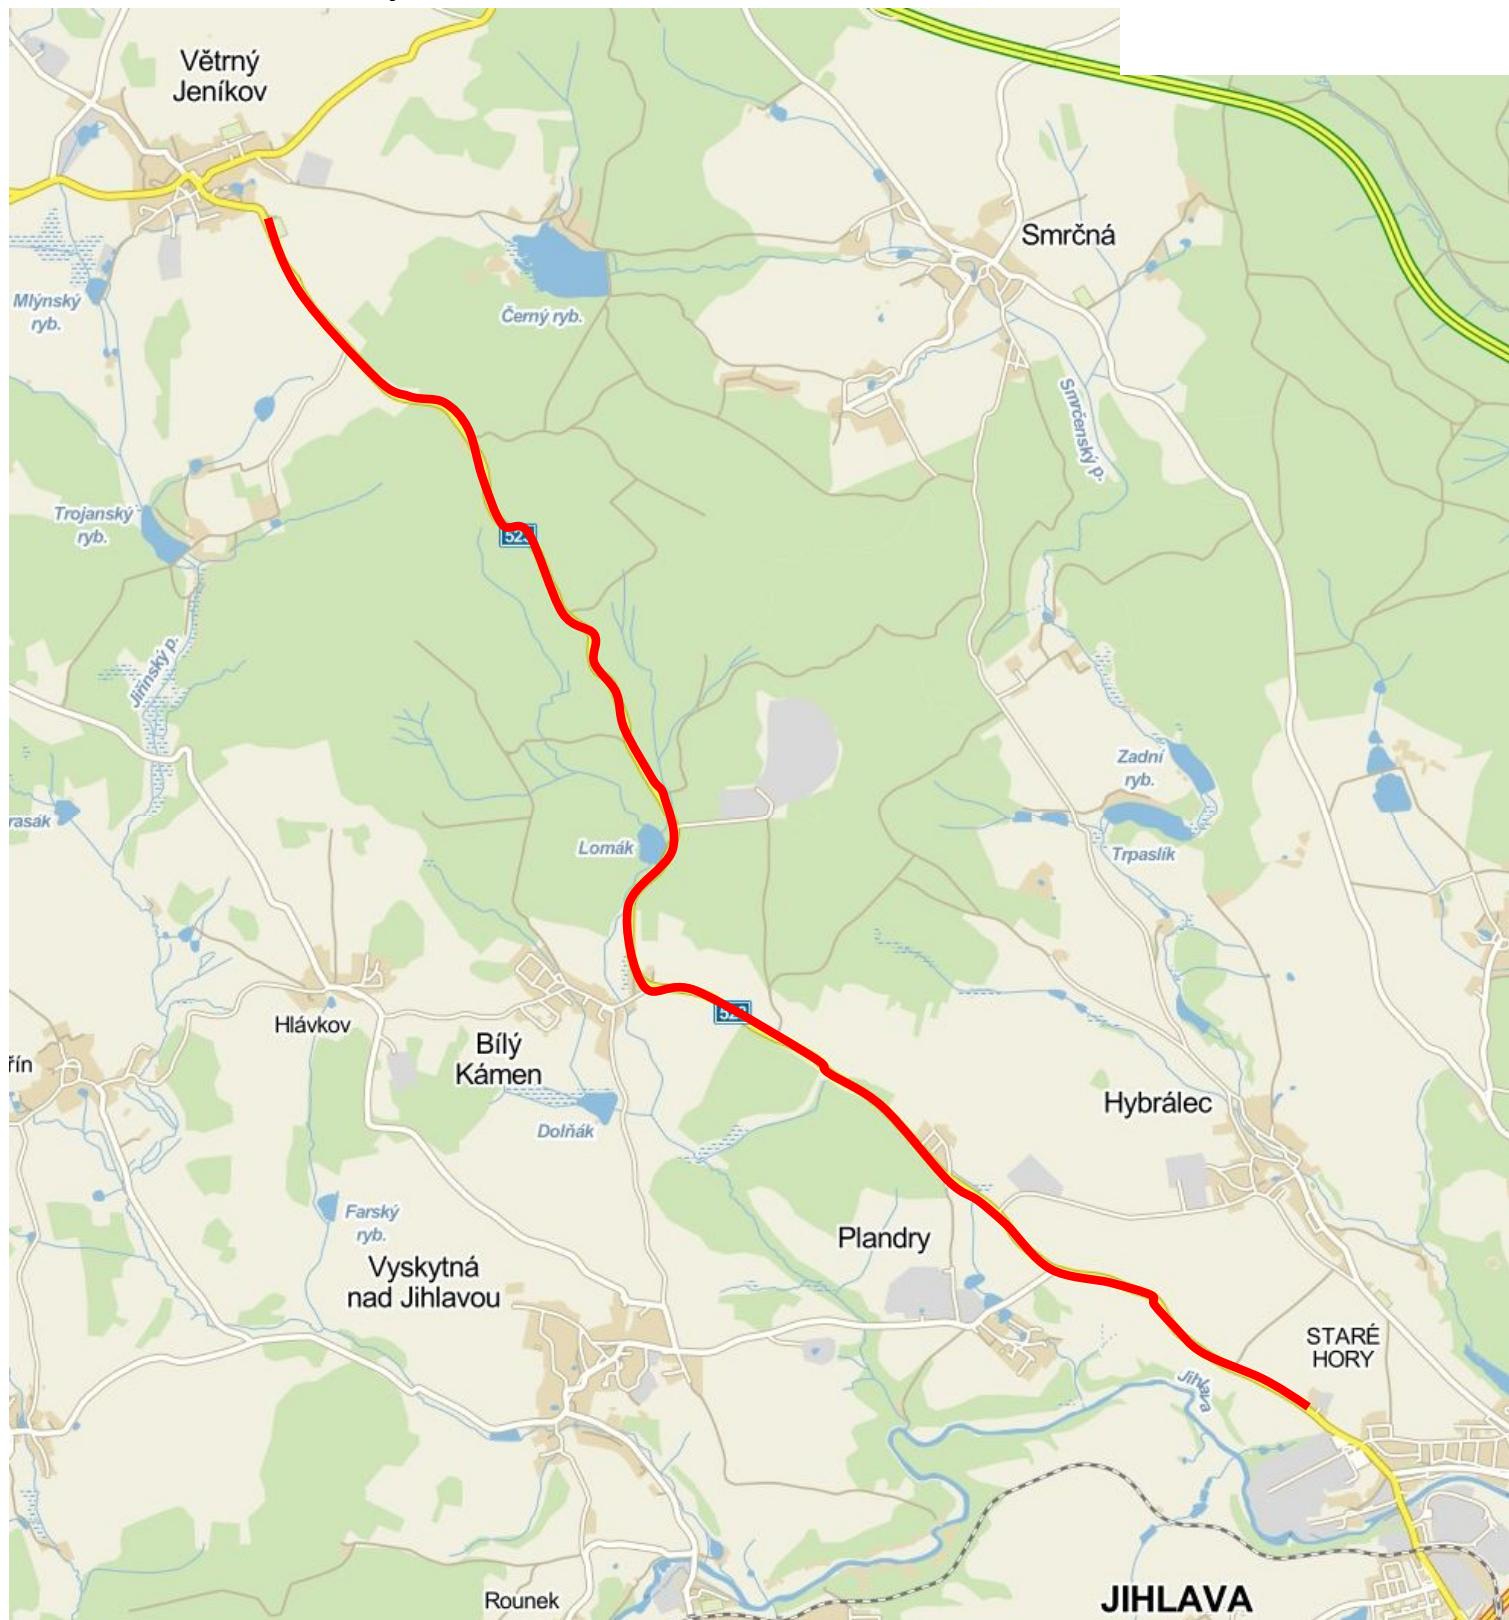 Větrný
Jeníkov
Smrčná
Mlýnský
ryb.
Černý ryb.
Smrčenský p.
Trojanský
ryb.
Jiřínský p.
Zadní
ryb.
rasák
Lomák
Trpaslík
Hlávkov
Bílý
Kámen
řín
Hybrálec
Dolňák
Farský
ryb.
Plandry
Vyskytná
nad Jihlavou
STARÉ
HORY
Jihlava
Rounek
JIHLAVA